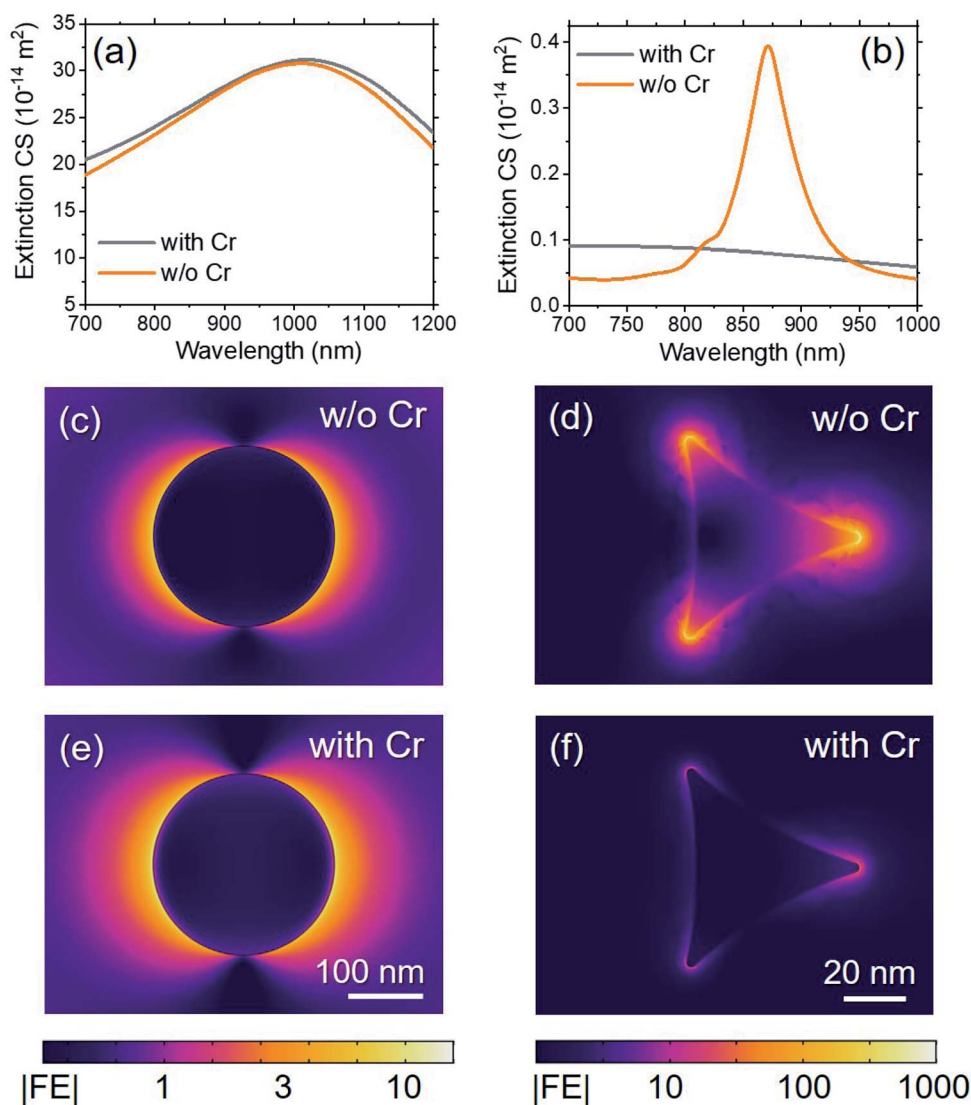 (a)
Extinction CS (10⁻¹⁴ m²)
35
30
25
20
15
10
5
with Cr
w/o Cr
700 800 900 1000 1100 1200
Wavelength (nm)
(b)
Extinction CS (10⁻¹⁴ m²)
0.4
0.3
0.2
0.1
0.0
with Cr
w/o Cr
700 750 800 850 900 950 1000
Wavelength (nm)
(c) w/o Cr
(d) w/o Cr
(e) with Cr
100 nm
(f) with Cr
20 nm
|FE| 1 3 10
|FE| 10 100 1000